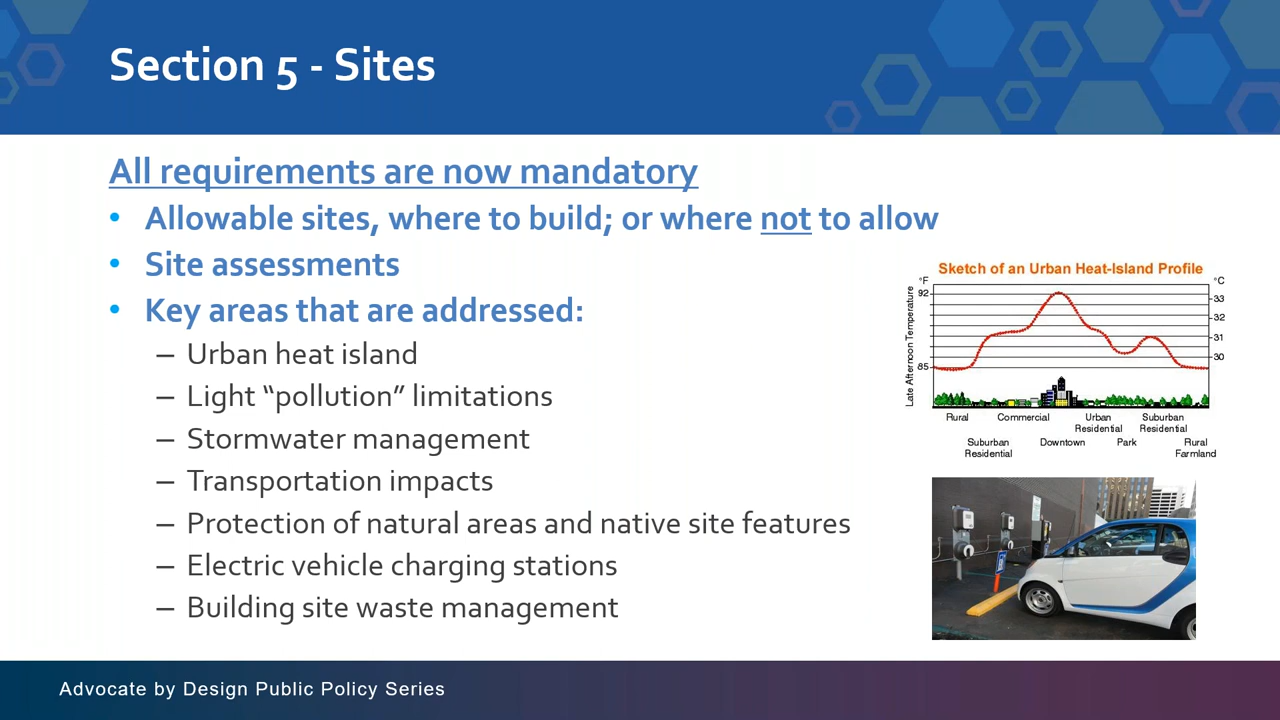 Section 5 - Sites
All requirements are now mandatory
• Allowable sites, where to build; or where not to allow
• Site assessments
• Key areas that are addressed:
– Urban heat island
– Light “pollution” limitations
– Stormwater management
– Transportation impacts
– Protection of natural areas and native site features
– Electric vehicle charging stations
– Building site waste management
Sketch of an Urban Heat-Island Profile
°F
°C
92
85
33
32
31
30
Late Afternoon Temperature
Rural
Commercial
Urban
Residential
Suburban
Residential
Suburban
Residential
Downtown
Park
Rural
Farmland
Advocate by Design Public Policy Series